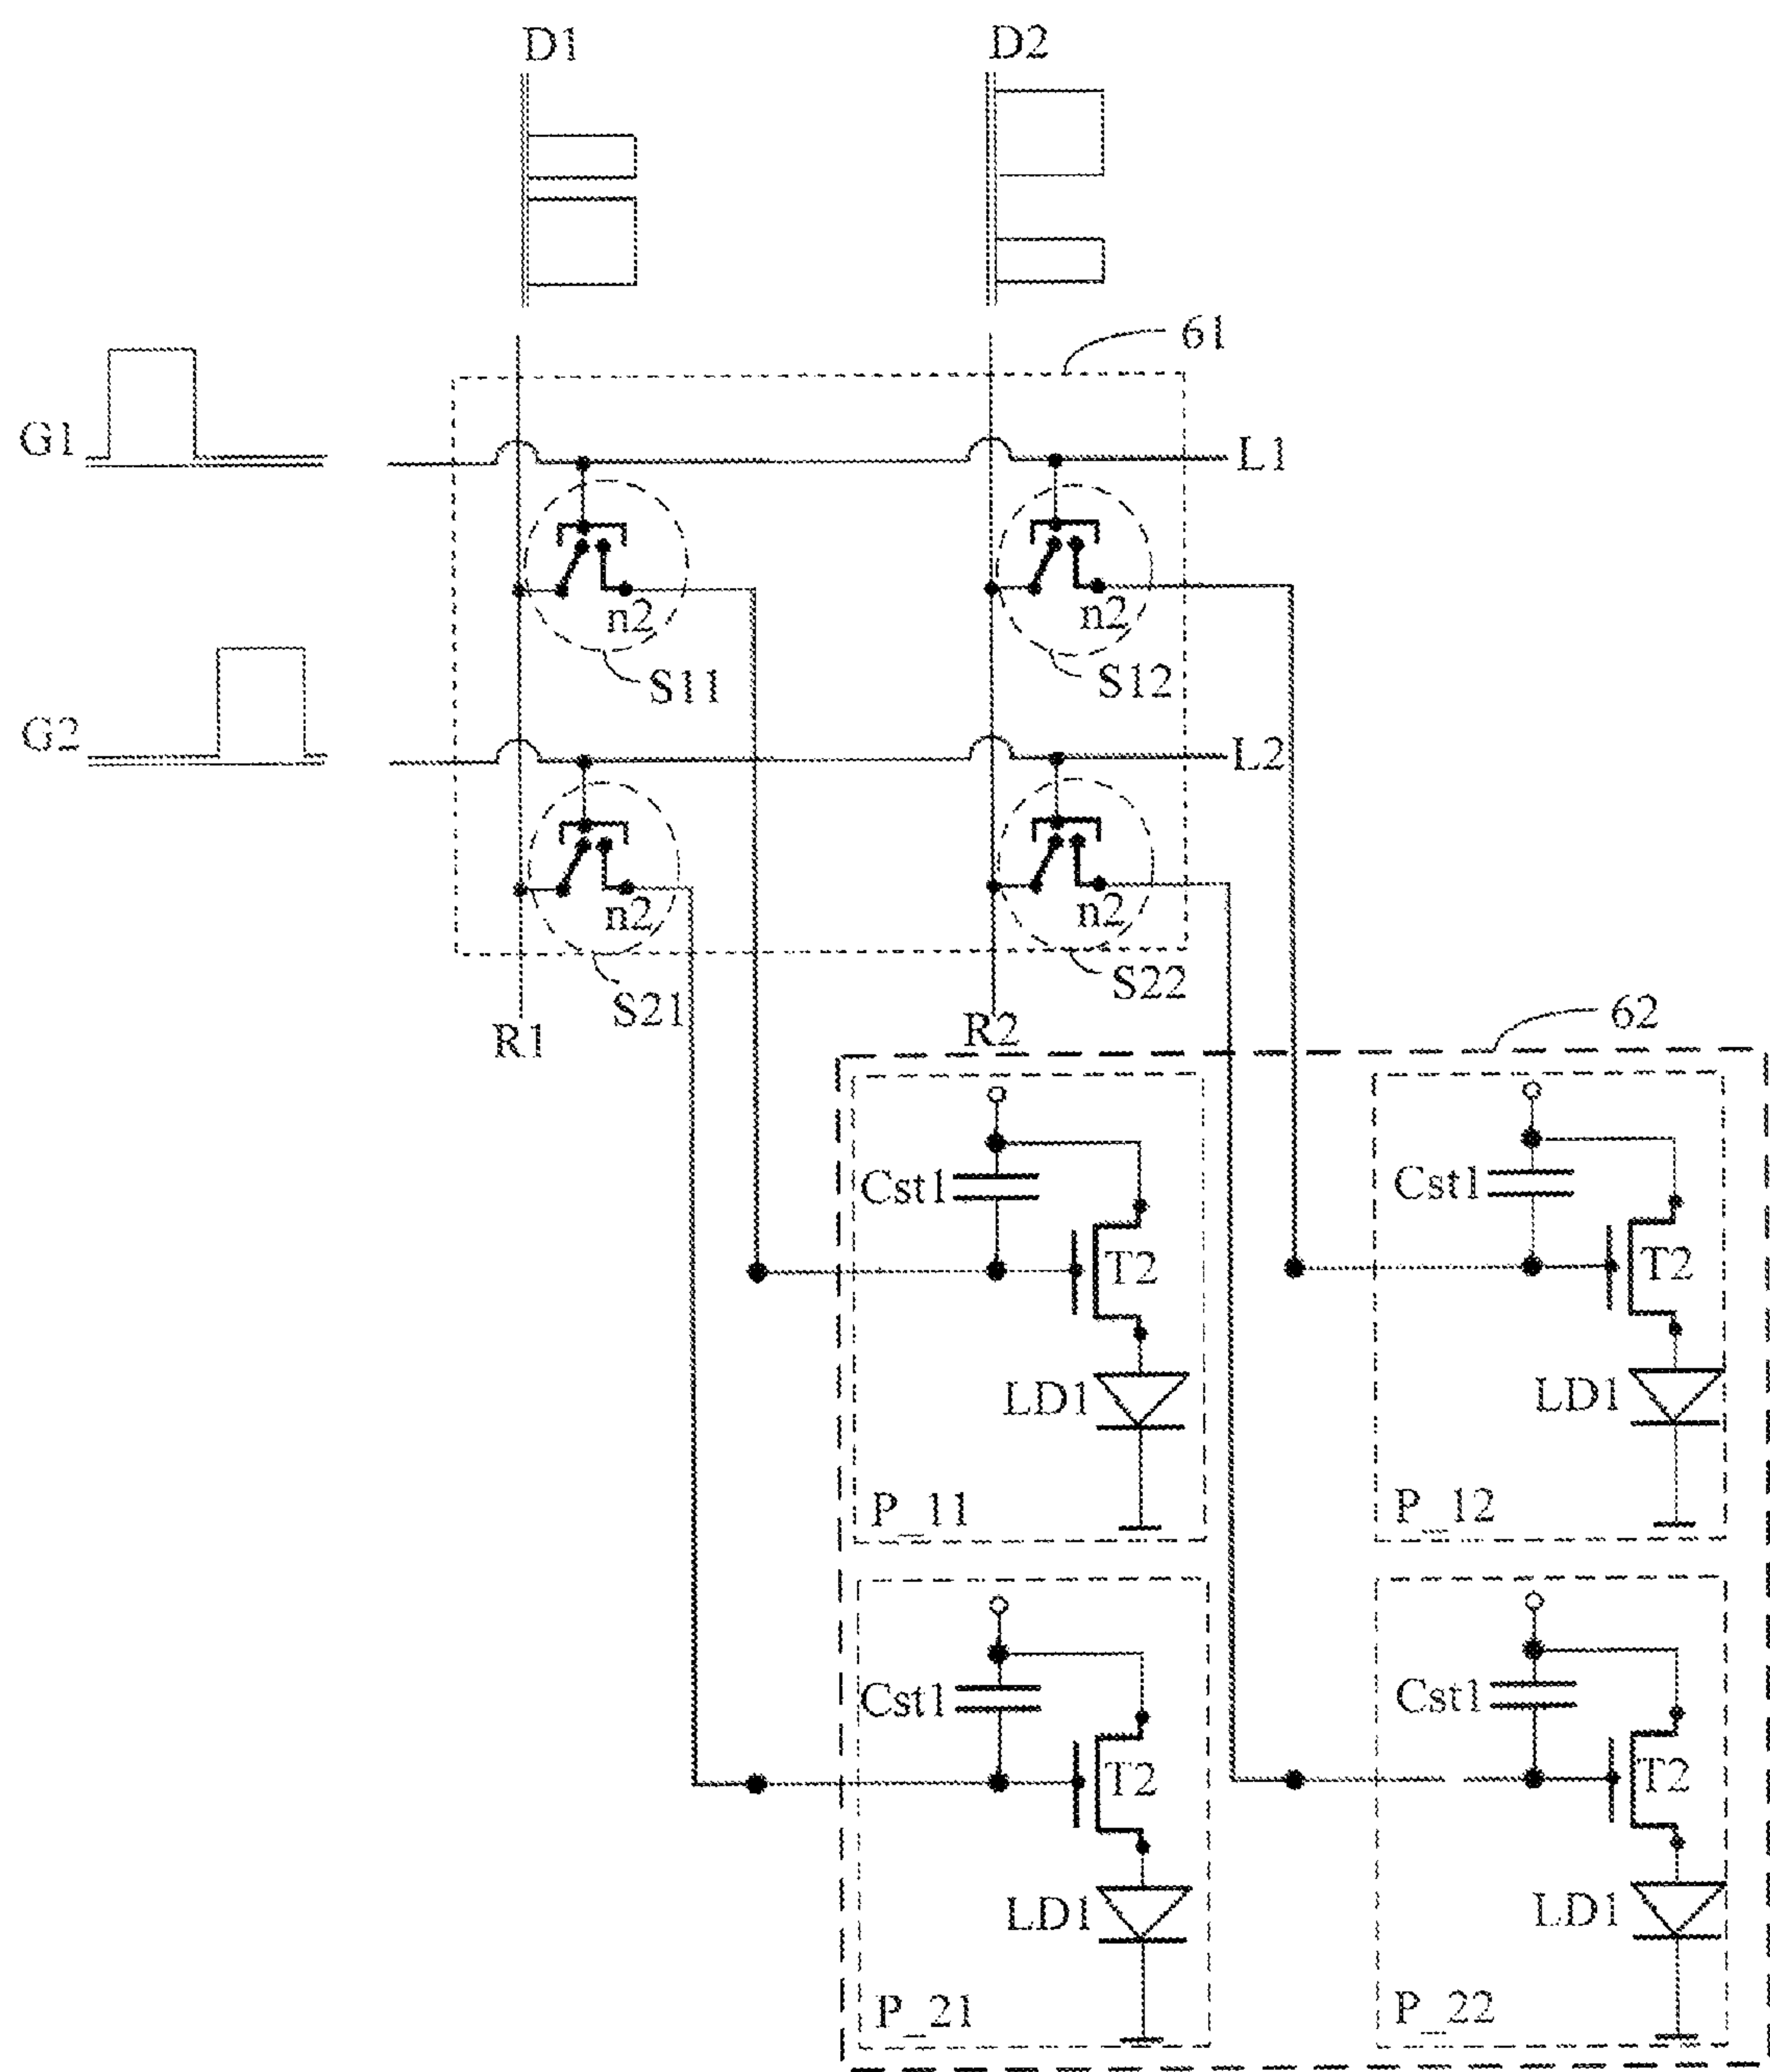 D1 D2
61
G1 L1
n2 n2
S11 S12
G2 L2
n2 n2
S21 S22
R1 R2
62
Cst1 Cst1
T2 T2
LD1 LD1
P_11 P_12
Cst1 Cst1
T2 T2
LD1 LD1
P_21 P_22